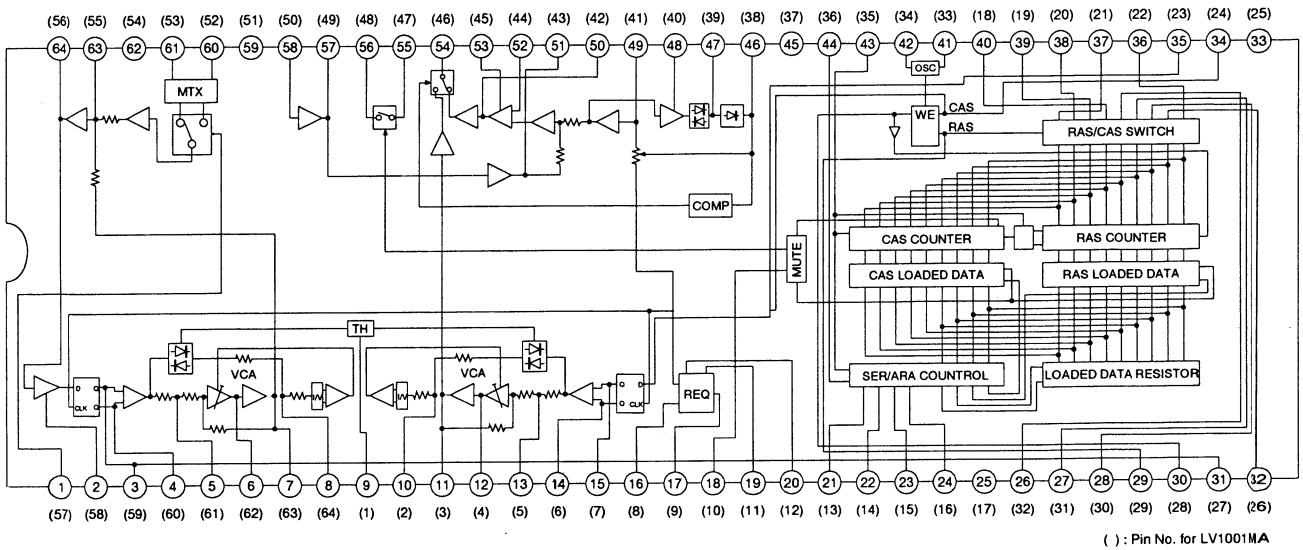 (56) (55) (54) (53) (52) (51) (50) (49) (48) (47) (46) (45) (44) (43) (42) (41) (40) (39) (38) (37) (36) (35) (34) (33) (18) (19) (20) (21) (22) (23) (24) (25)
64 63 62 61 60 59 58 57 56 55 54 53 52 51 50 49 48 47 46 45 44 43 42 41 40 39 38 37 36 35 34 33
OSC
MTX
WE
CAS
RAS
RAS/CAS SWITCH
COMP
MUTE
CAS COUNTER
RAS COUNTER
CAS LOADED DATA
RAS LOADED DATA
TH
VCA
VCA
D
CLK
Q
Q
D
CLK
REQ
SER/ARA COUNTROL
LOADED DATA RESISTOR
1 2 3 4 5 6 7 8 9 10 11 12 13 14 15 16 17 18 19 20 21 22 23 24 25 26 27 28 29 30 31 32
(57) (58) (59) (60) (61) (62) (63) (64) (1) (2) (3) (4) (5) (6) (7) (8) (9) (10) (11) (12) (13) (14) (15) (16) (17) (32) (31) (30) (29) (28) (27) (26)
( ) : Pin No. for LV1001MA